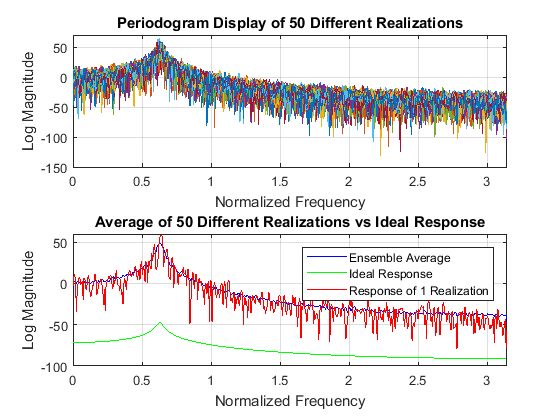 Periodogram Display of 50 Different Realizations
Log Magnitude
50
0
-50
-100
-150
0 0.5 1 1.5 2 2.5 3
Normalized Frequency
Average of 50 Different Realizations vs Ideal Response
Log Magnitude
50
0
-50
-100
Ensemble Average
Ideal Response
Response of 1 Realization
0 0.5 1 1.5 2 2.5 3
Normalized Frequency